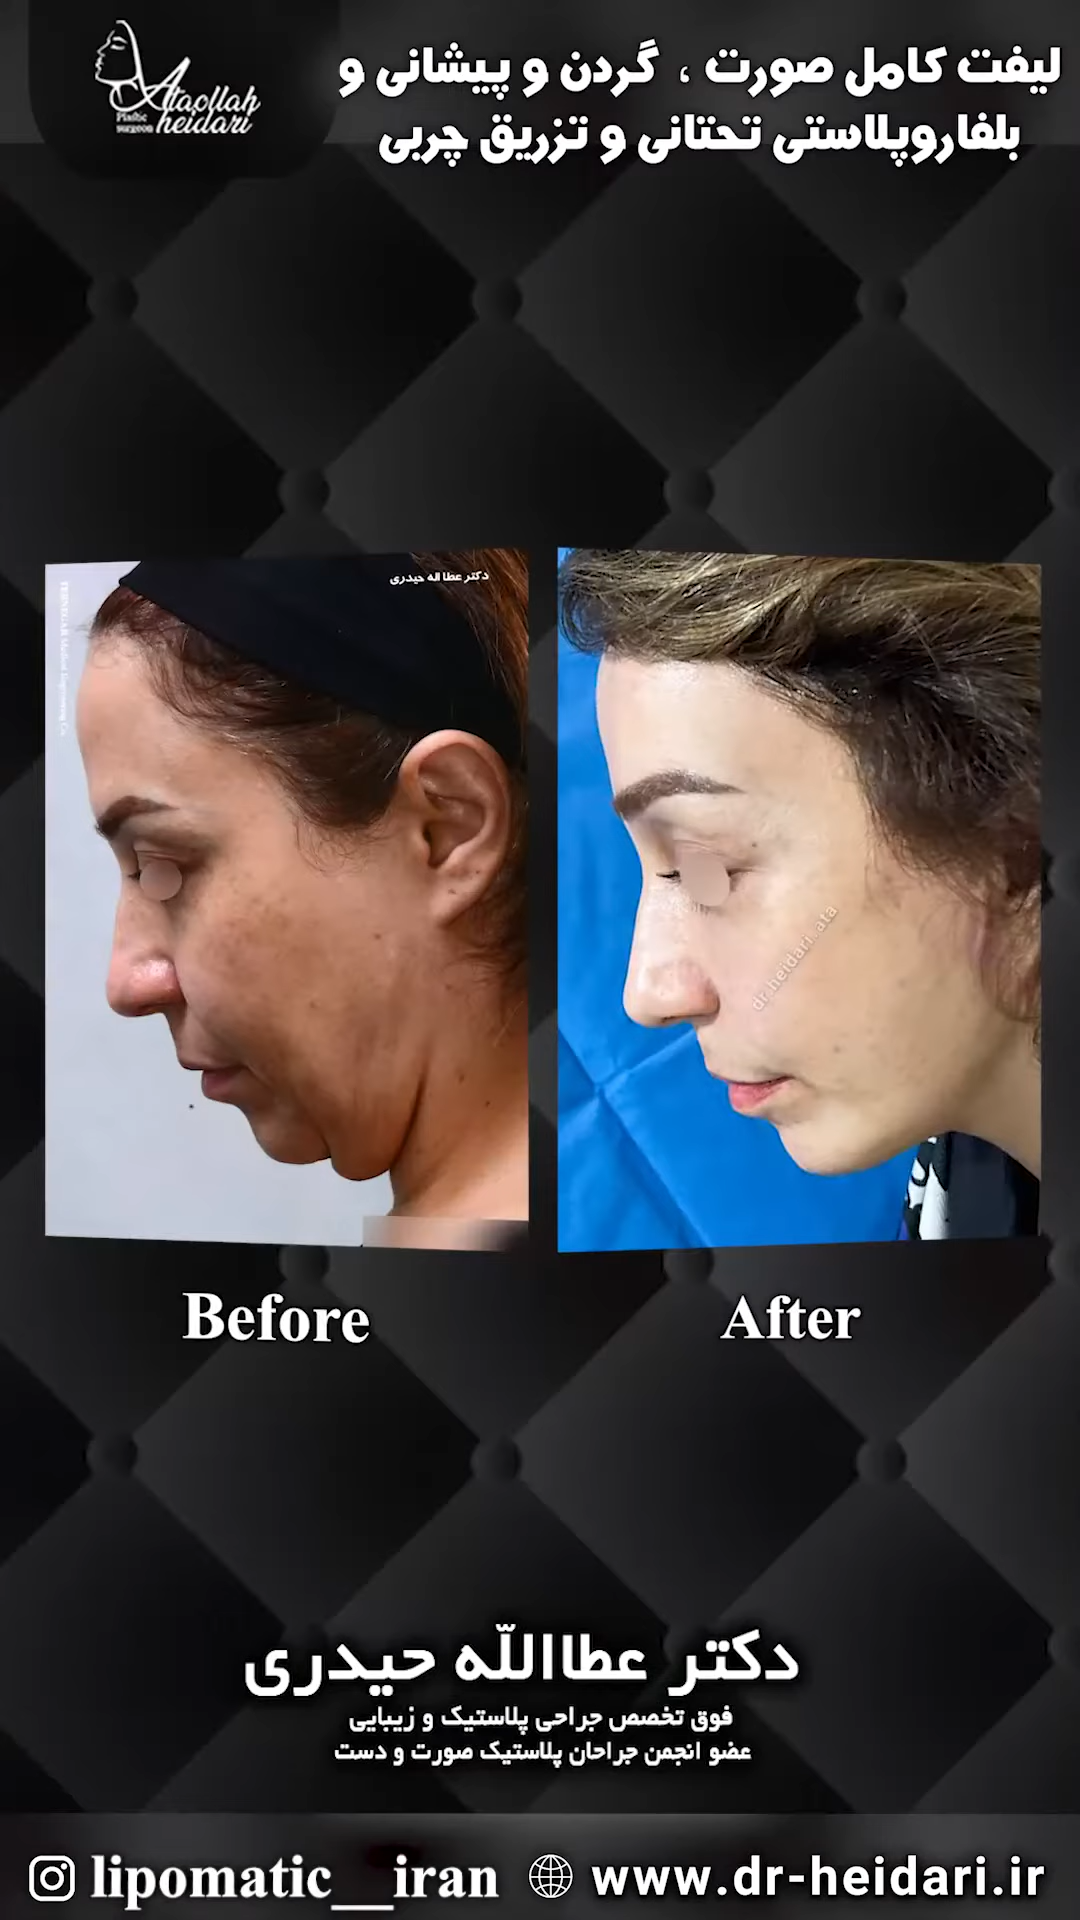 Ataollah
heidari
Plastic
surgeon
لیفت کامل صورت ، گردن و پیشانی و
بلفاروپلاستی تحتانی و تزریق چربی
دکتر عطا اله حیدری
dr.heidari.ata
Before
After
دکتر عطااللّه حیدری
فوق تخصص جراحی پلاستیک و زیبایی
عضو انجمن جراحان پلاستیک صورت و دست
lipomatic__iran
www.dr-heidari.ir